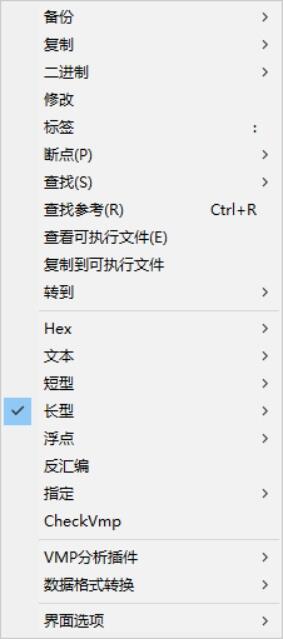 备份
复制
二进制
修改
标签 :
断点(P)
查找(S)
查找参考(R) Ctrl+R
查看可执行文件(E)
复制到可执行文件
转到
Hex
文本
短型
长型
浮点
反汇编
指定
CheckVmp
VMP分析插件
数据格式转换
界面选项